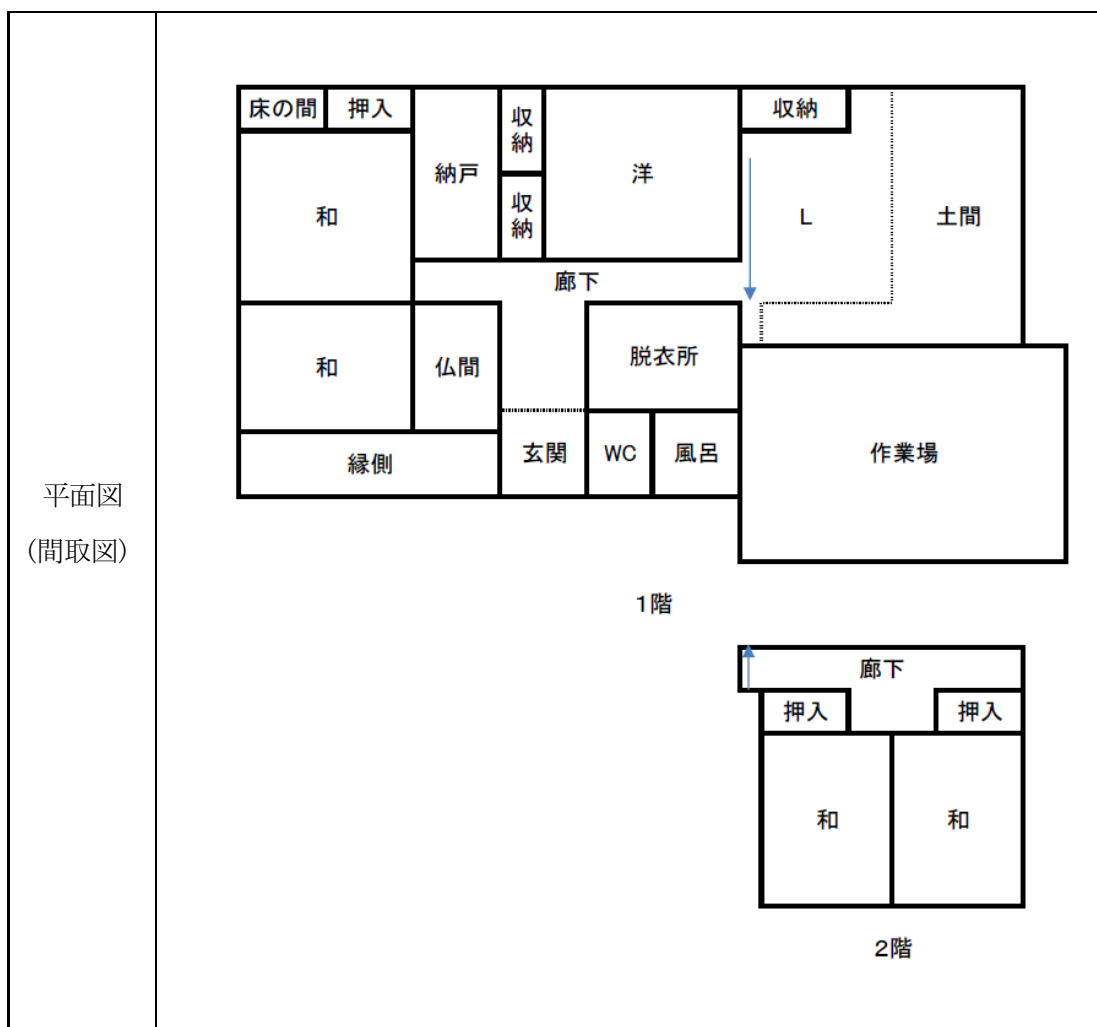 平面図
(間取図)
床の間
押入
納戸
収納
収納
洋
収納
和
L
土間
廊下
和
仏間
脱衣所
縁側
玄関
WC
風呂
作業場
1階
廊下
押入
押入
和
和
2階